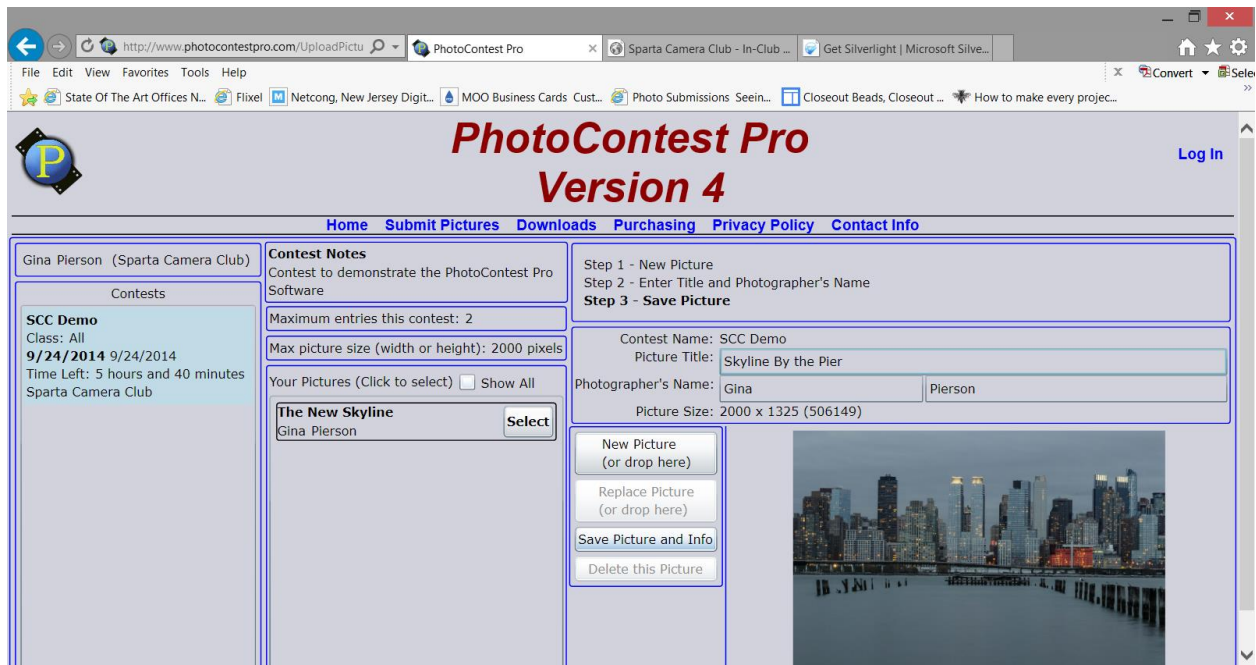 http://www.photocontestpro.com/UploadPictu
PhotoContest Pro
Sparta Camera Club - In-Club ...
Get Silverlight | Microsoft Silve...
File Edit View Favorites Tools Help
x Convert Sele
State Of The Art Offices N... Flixel M Netcong, New Jersey Digit... MOO Business Cards Cust... Photo Submissions Seein... Closeout Beads, Closeout ... How to make every projec... »
P
PhotoContest Pro
Version 4
Log In
Home Submit Pictures Downloads Purchasing Privacy Policy Contact Info
Gina Pierson (Sparta Camera Club)
Contests
SCC Demo
Class: All
9/24/2014 9/24/2014
Time Left: 5 hours and 40 minutes
Sparta Camera Club
Contest Notes
Contest to demonstrate the PhotoContest Pro
Software
Maximum entries this contest: 2
Max picture size (width or height): 2000 pixels
Your Pictures (Click to select) Show All
The New Skyline
Gina Pierson
Select
Step 1 - New Picture
Step 2 - Enter Title and Photographer's Name
Step 3 - Save Picture
Contest Name: SCC Demo
Picture Title: Skyline By the Pier
Photographer's Name: Gina Pierson
Picture Size: 2000 x 1325 (506149)
New Picture
(or drop here)
Replace Picture
(or drop here)
Save Picture and Info
Delete this Picture